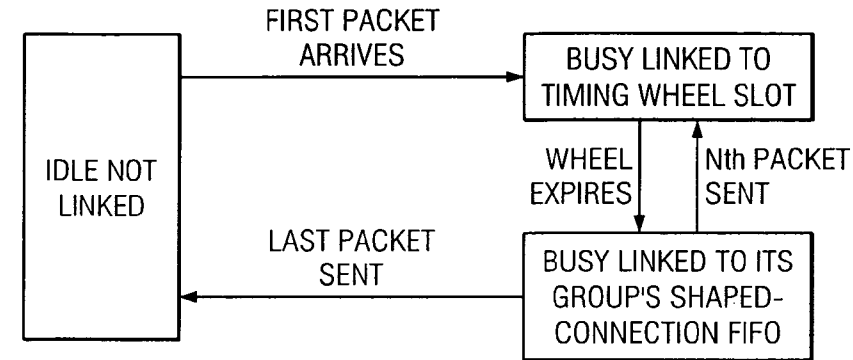 FIRST PACKET
ARRIVES
BUSY LINKED TO
TIMING WHEEL SLOT
IDLE NOT
LINKED
WHEEL
EXPIRES
Nth PACKET
SENT
LAST PACKET
SENT
BUSY LINKED TO ITS
GROUP'S SHAPED-
CONNECTION FIFO